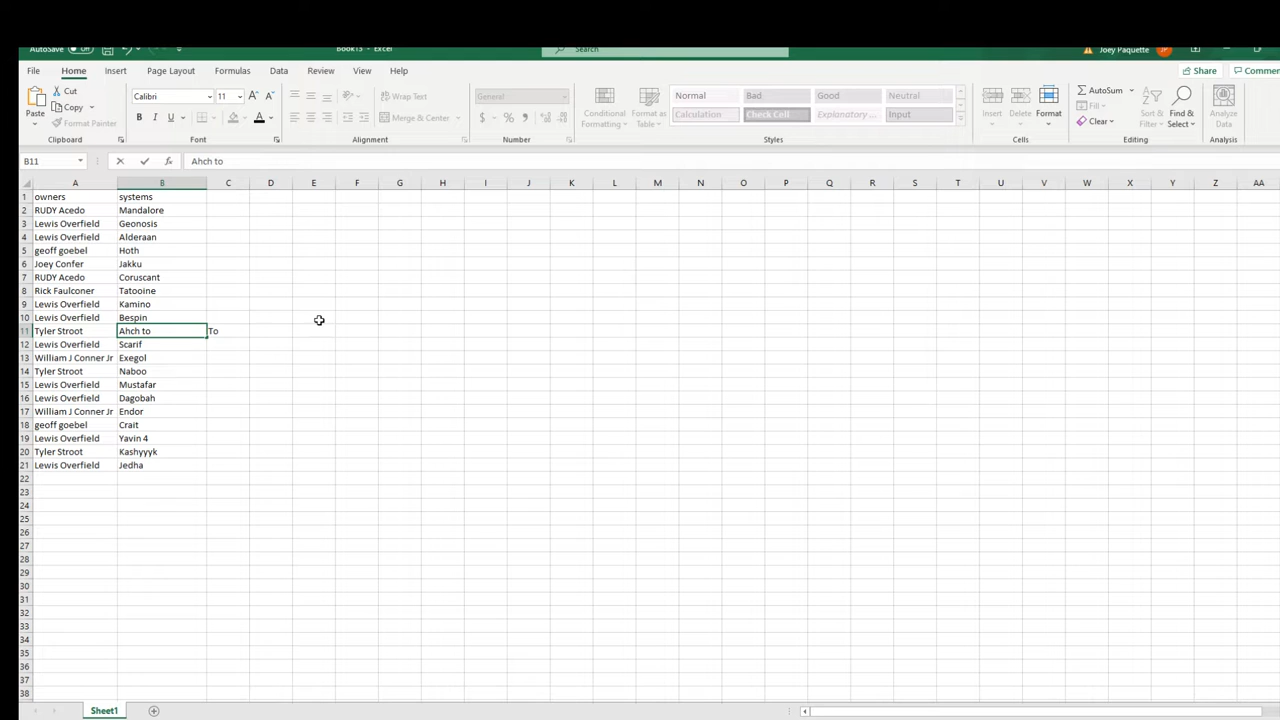 AutoSave Off Book13 - Excel Search Joey Paquette
File Home Insert Page Layout Formulas Data Review View Help Share Commen
Paste Cut Copy Format Painter Clipboard
Calibri 11 A A B I U A Font
ab Wrap Text Merge & Center Alignment
General $ % , Number
Conditional Formatting Format as Table Normal Bad Good Neutral Calculation Check Cell Explanatory ... Input Styles
Insert Delete Format Cells
AutoSum Fill Clear Sort & Filter Find & Select Editing
Analyze Data Analysis
B11 fx Ahch to
A B C D E F G H I J K L M N O P Q R S T U V W X Y Z AA
1 owners systems
2 RUDY Acedo Mandalore
3 Lewis Overfield Geonosis
4 Lewis Overfield Alderaan
5 geoff goebel Hoth
6 Joey Confer Jakku
7 RUDY Acedo Coruscant
8 Rick Faulconer Tatooine
9 Lewis Overfield Kamino
10 Lewis Overfield Bespin
11 Tyler Stroot Ahch to To
12 Lewis Overfield Scarif
13 William J Conner Jr Exegol
14 Tyler Stroot Naboo
15 Lewis Overfield Mustafar
16 Lewis Overfield Dagobah
17 William J Conner Jr Endor
18 geoff goebel Crait
19 Lewis Overfield Yavin 4
20 Tyler Stroot Kashyyyk
21 Lewis Overfield Jedha
22
23
24
25
26
27
28
29
30
31
32
33
34
35
36
37
38
Sheet1